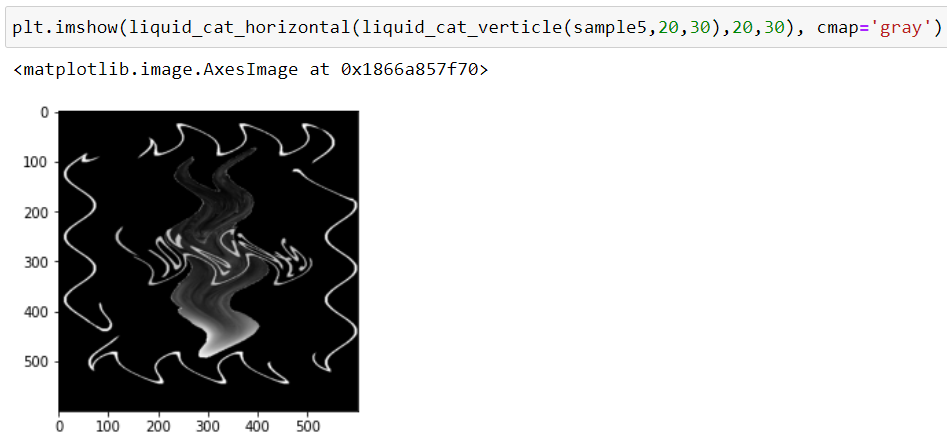 plt.imshow(liquid_cat_horizontal(liquid_cat_verticle(sample5,20,30),20,30), cmap='gray')
<matplotlib.image.AxesImage at 0x1866a857f70>
0
100
200
300
400
500
0 100 200 300 400 500